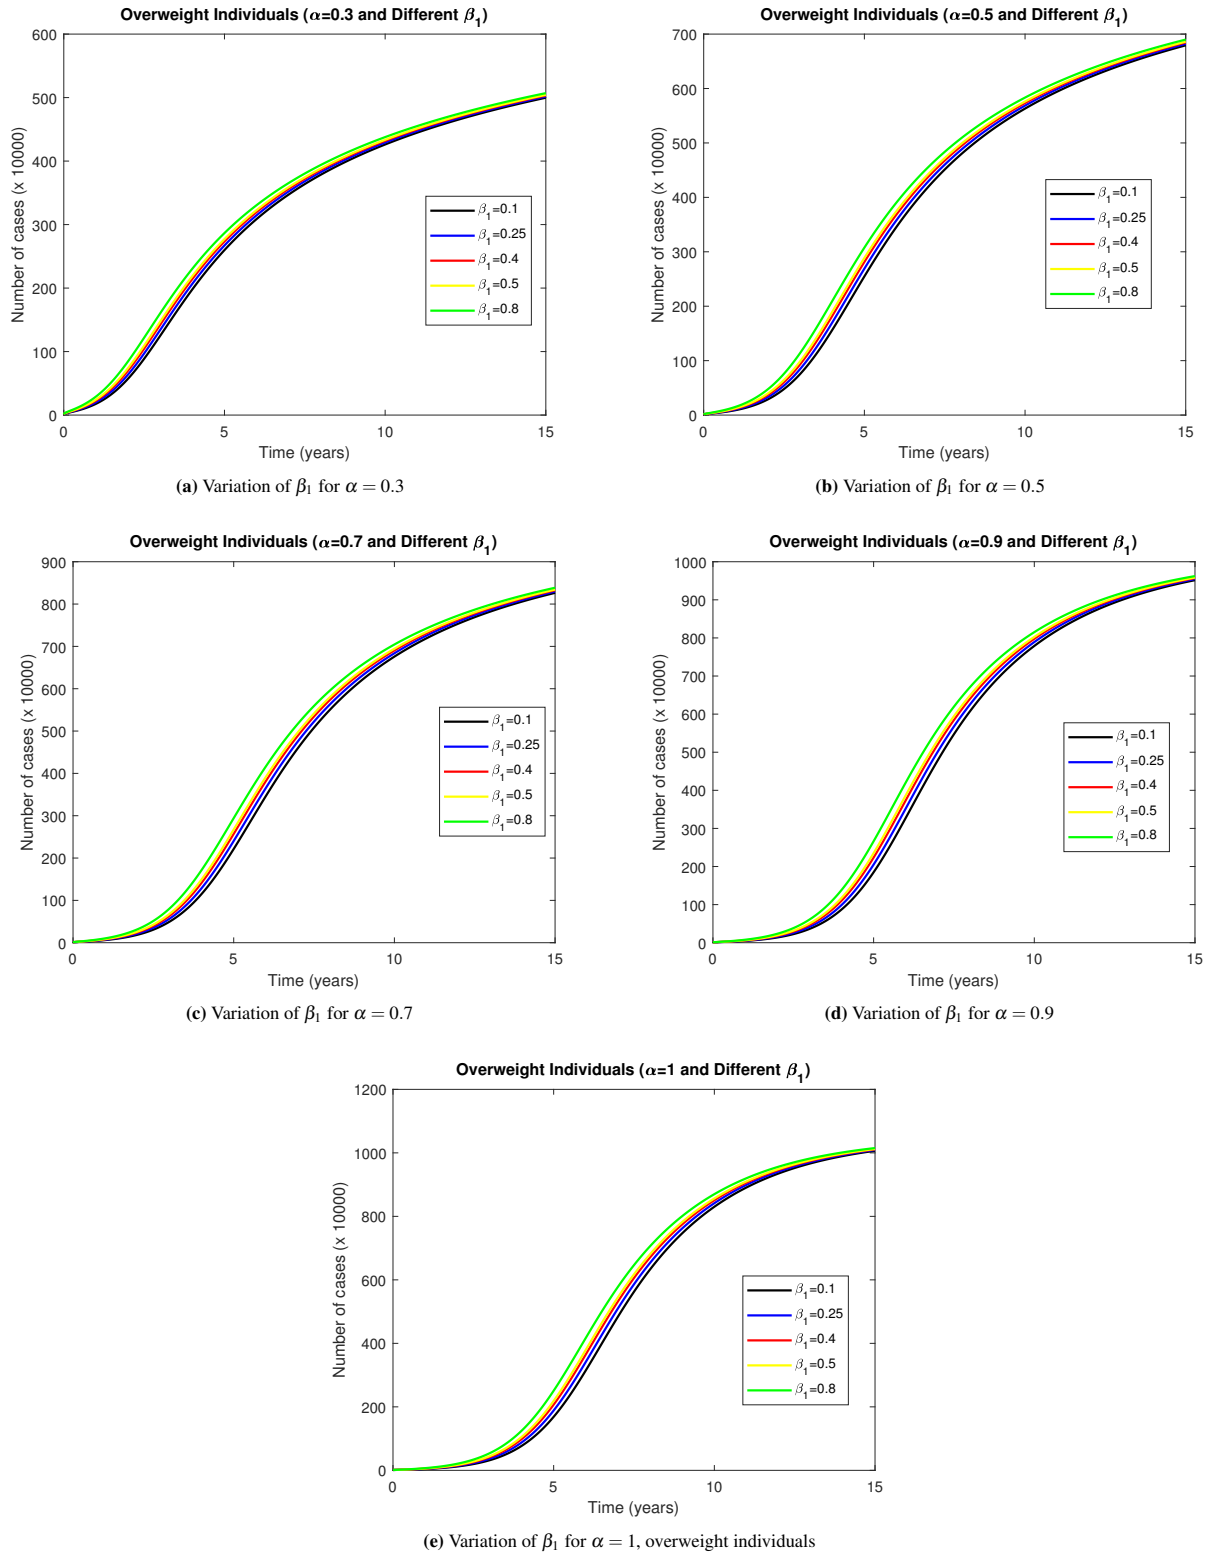 Overweight Individuals (α=0.3 and Different β₁)
600
500
400
300
200
100
0
0
5
10
15
Number of cases (x 10000)
Time (years)
β₁=0.1
β₁=0.25
β₁=0.4
β₁=0.5
β₁=0.8
(a) Variation of β₁ for α = 0.3
Overweight Individuals (α=0.5 and Different β₁)
700
600
500
400
300
200
100
0
0
5
10
15
Number of cases (x 10000)
Time (years)
β₁=0.1
β₁=0.25
β₁=0.4
β₁=0.5
β₁=0.8
(b) Variation of β₁ for α = 0.5
Overweight Individuals (α=0.7 and Different β₁)
900
800
700
600
500
400
300
200
100
0
0
5
10
15
Number of cases (x 10000)
Time (years)
β₁=0.1
β₁=0.25
β₁=0.4
β₁=0.5
β₁=0.8
(c) Variation of β₁ for α = 0.7
Overweight Individuals (α=0.9 and Different β₁)
1000
900
800
700
600
500
400
300
200
100
0
0
5
10
15
Number of cases (x 10000)
Time (years)
β₁=0.1
β₁=0.25
β₁=0.4
β₁=0.5
β₁=0.8
(d) Variation of β₁ for α = 0.9
Overweight Individuals (α=1 and Different β₁)
1200
1000
800
600
400
200
0
0
5
10
15
Number of cases (x 10000)
Time (years)
β₁=0.1
β₁=0.25
β₁=0.4
β₁=0.5
β₁=0.8
(e) Variation of β₁ for α = 1, overweight individuals